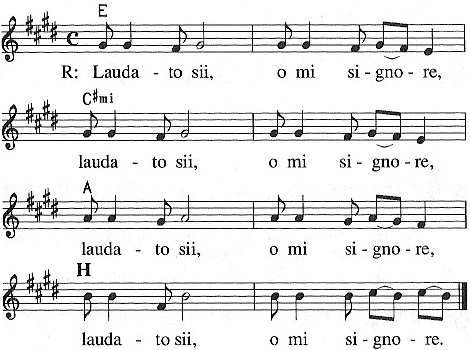 E
R: Lauda - to sii, o mi si - gno - re,
C#mi
lauda - to sii, o mi si - gno - re,
A
lauda - to sii, o mi si - gno - re,
H
lauda - to sii, o mi si - gno - re.